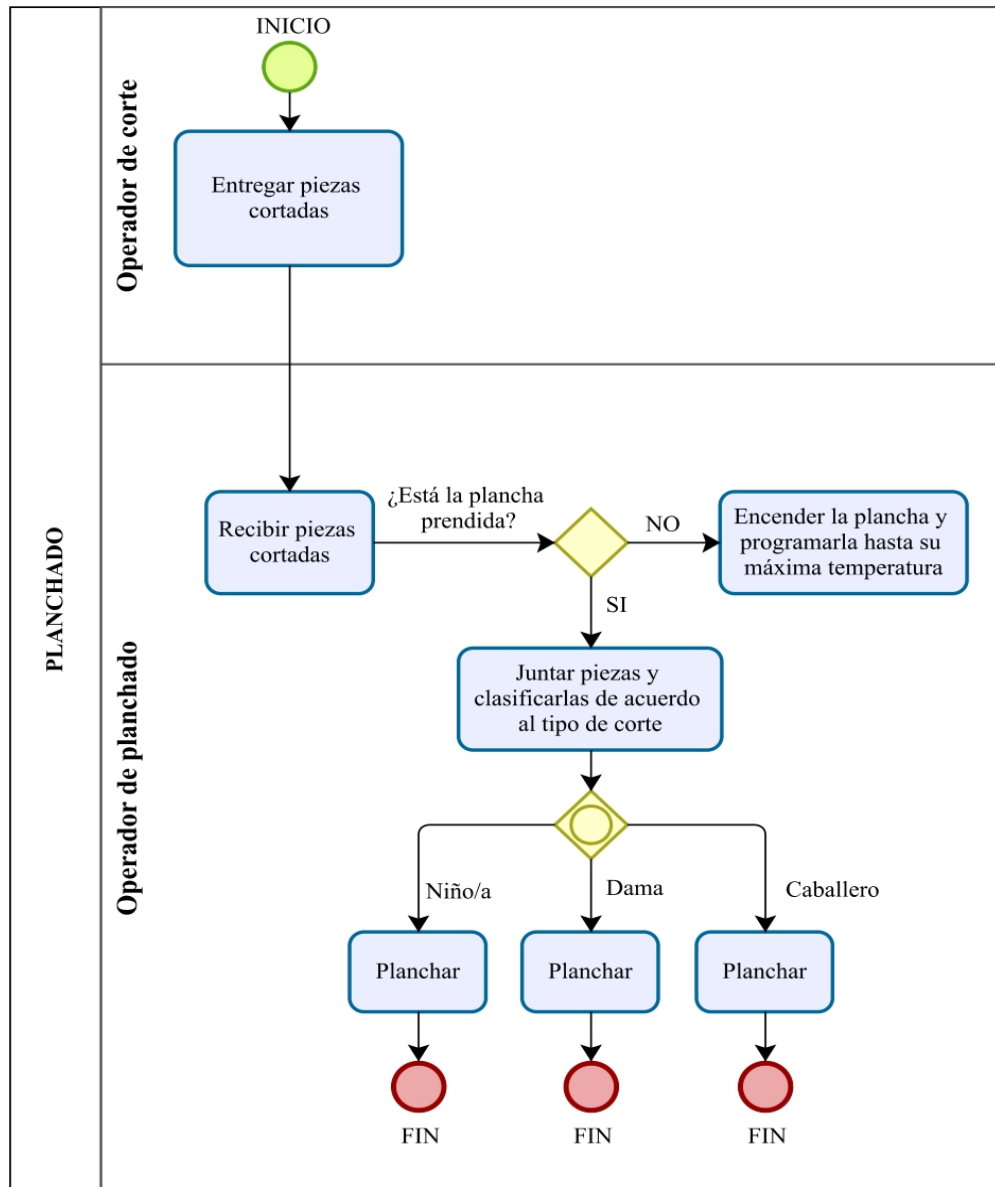 PLANCHADO
Operador de corte
INICIO
Entregar piezas
cortadas
Operador de planchado
Recibir piezas
cortadas
¿Está la plancha
prendida?
NO
Encender la plancha y
programarla hasta su
máxima temperatura
SI
Juntar piezas y
clasificarlas de acuerdo
al tipo de corte
Niño/a
Dama
Caballero
Planchar
Planchar
Planchar
FIN
FIN
FIN